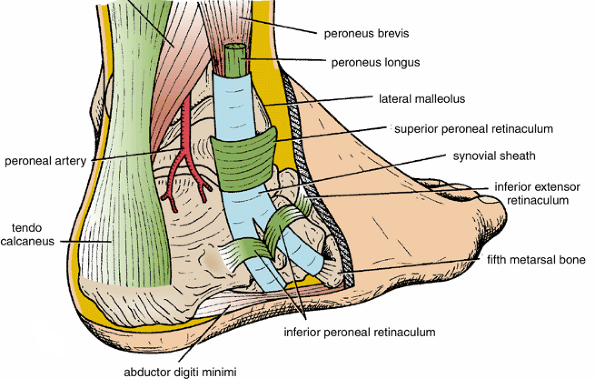 peroneus brevis
peroneus longus
lateral malleolus
superior peroneal retinaculum
peroneal artery
synovial sheath
inferior extensor
retinaculum
tendo
calcaneus
fifth metarsal bone
inferior peroneal retinaculum
abductor digiti minimi